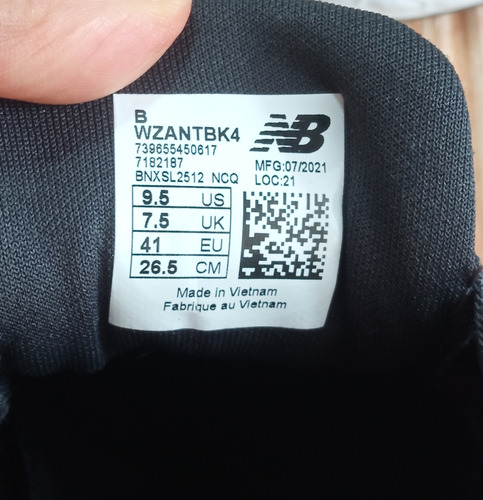 B
WZANTBK4
NB
739655450617
7182187
MFG:07/2021
BNXSL2512 NCQ
LOC:21
9.5 US
7.5 UK
41 EU
26.5 CM
Made in Vietnam
Fabrique au Vietnam